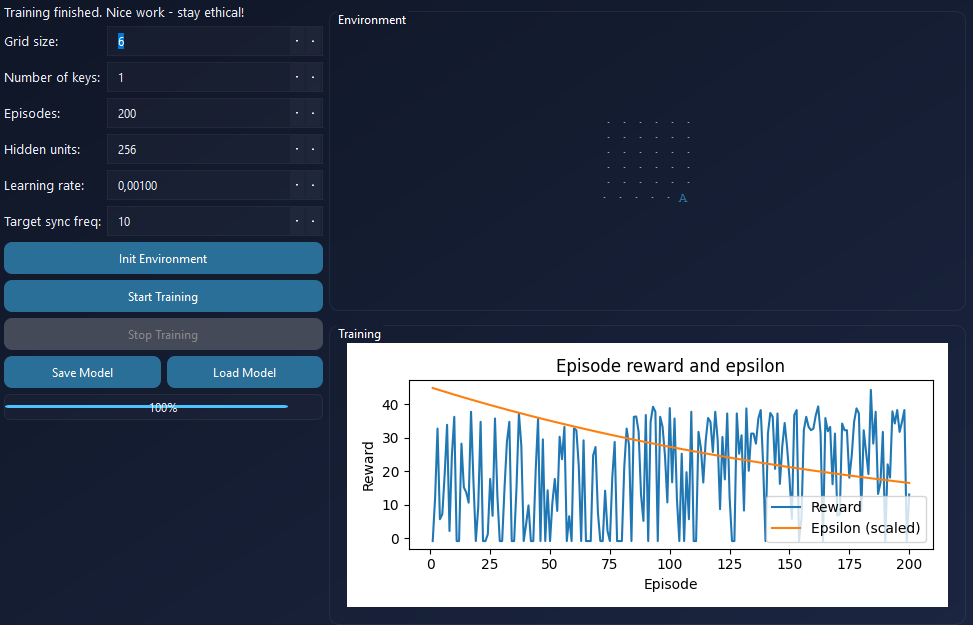 Training finished. Nice work - stay ethical!
Grid size: 6
Number of keys: 1
Episodes: 200
Hidden units: 256
Learning rate: 0,00100
Target sync freq: 10
Init Environment
Start Training
Stop Training
Save Model Load Model
100%
Environment
. . . . . .
. . . . . .
. . . . . .
. . . . . .
. . . . . .
. . . . . A
Training
Episode reward and epsilon
Reward
40
30
20
10
0
0 25 50 75 100 125 150 175 200
Episode
Reward
Epsilon (scaled)